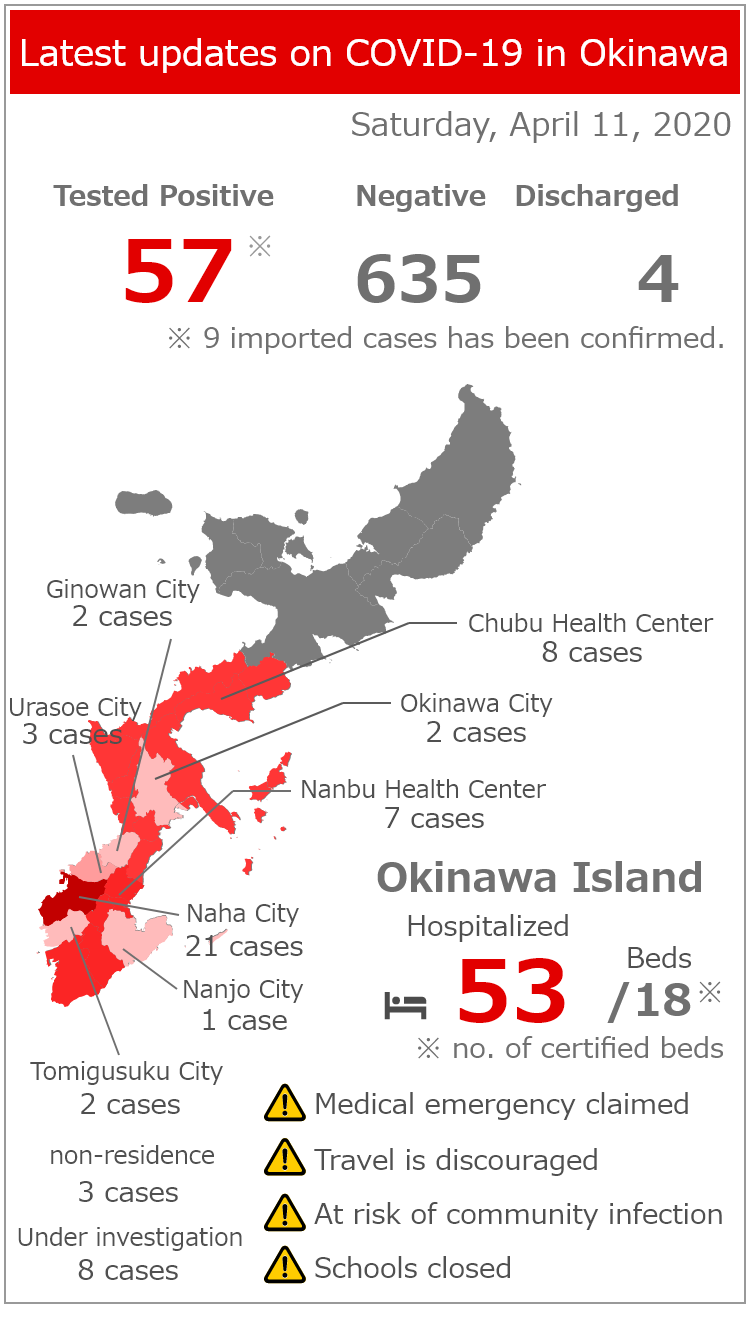 Latest updates on COVID-19 in Okinawa
Saturday, April 11, 2020
Tested Positive Negative Discharged
57※ 635 4
※ 9 imported cases has been confirmed.
Ginowan City
2 cases
Chubu Health Center
8 cases
Urasoe City
3 cases
Okinawa City
2 cases
Nanbu Health Center
7 cases
Naha City
21 cases
Nanjo City
1 case
Okinawa Island
Hospitalized
53
Beds
/18※
※ no. of certified beds
Tomigusuku City
2 cases
non-residence
3 cases
Under investigation
8 cases
Medical emergency claimed
Travel is discouraged
At risk of community infection
Schools closed